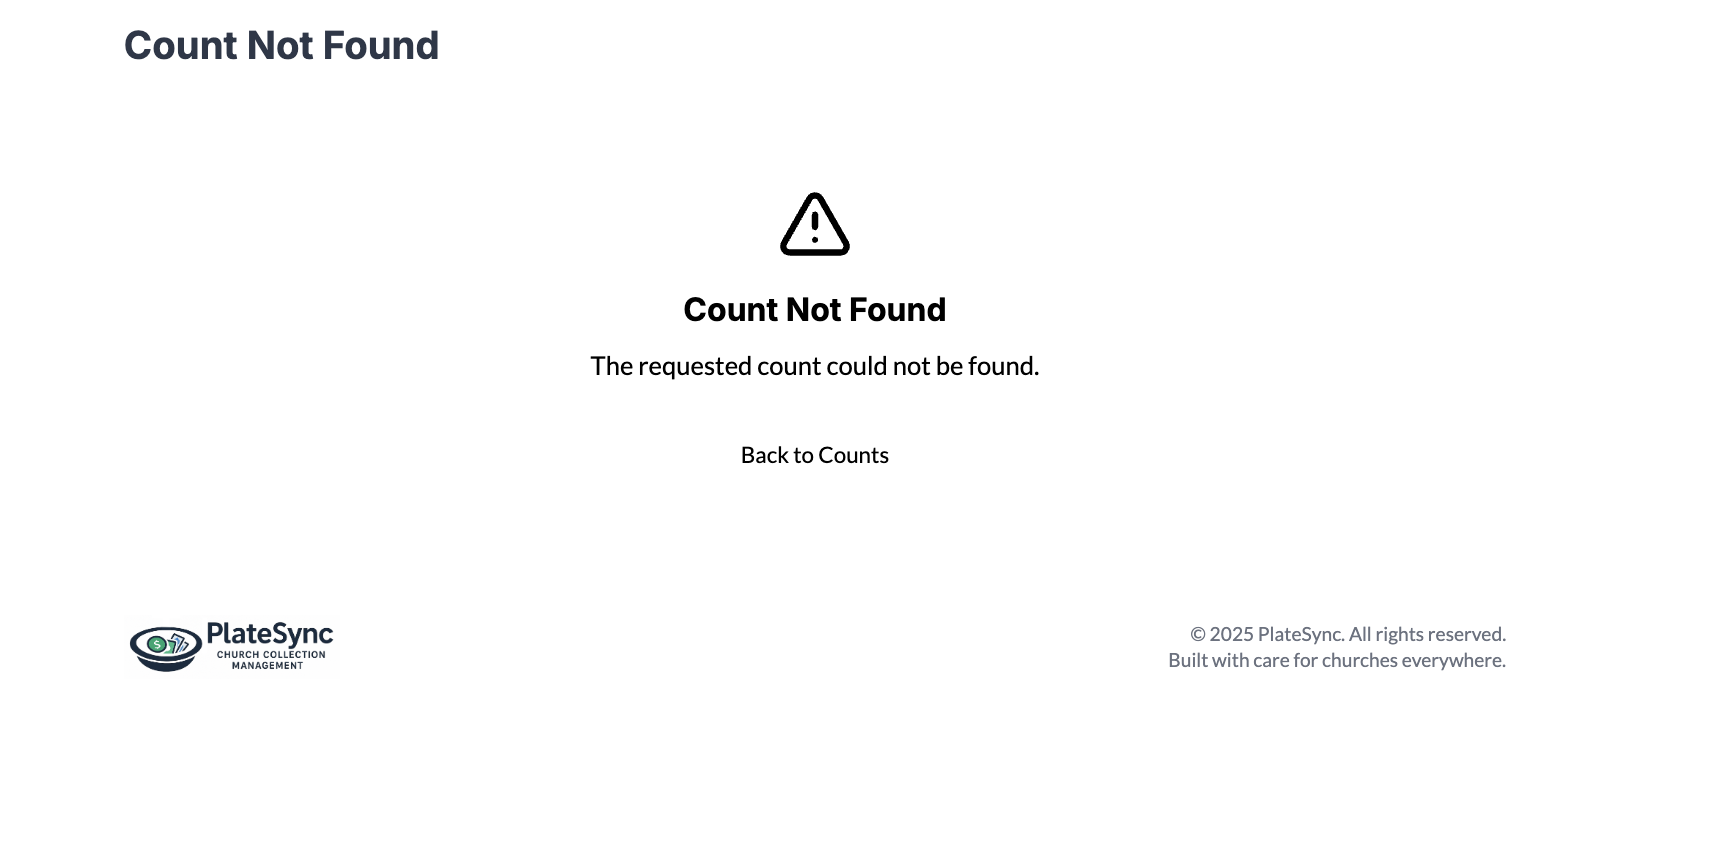 Count Not Found
Count Not Found
The requested count could not be found.
Back to Counts
PlateSync
CHURCH COLLECTION
MANAGEMENT
© 2025 PlateSync. All rights reserved.
Built with care for churches everywhere.